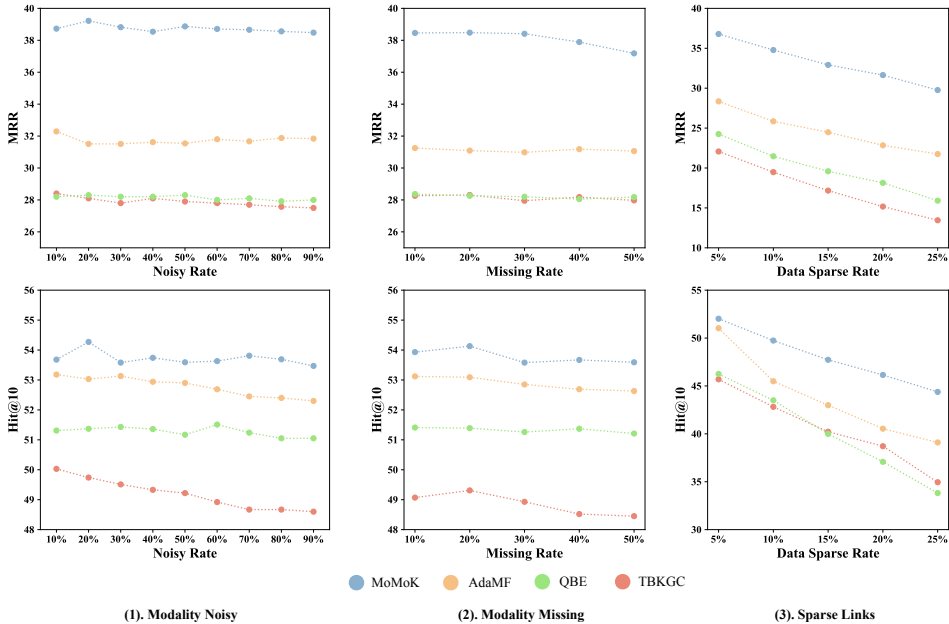 40
38
36
34
32
30
28
26
MRR
10% 20% 30% 40% 50% 60% 70% 80% 90%
Noisy Rate
40
38
36
34
32
30
28
26
MRR
10% 20% 30% 40% 50%
Missing Rate
40
35
30
25
20
15
10
MRR
5% 10% 15% 20% 25%
Data Sparse Rate
56
55
54
53
52
51
50
49
48
Hit@10
10% 20% 30% 40% 50% 60% 70% 80% 90%
Noisy Rate
56
55
54
53
52
51
50
49
48
Hit@10
10% 20% 30% 40% 50%
Missing Rate
55
50
45
40
35
30
Hit@10
5% 10% 15% 20% 25%
Data Sparse Rate
MoMoK AdaMF QBE TBKGC
(1). Modality Noisy (2). Modality Missing (3). Sparse Links